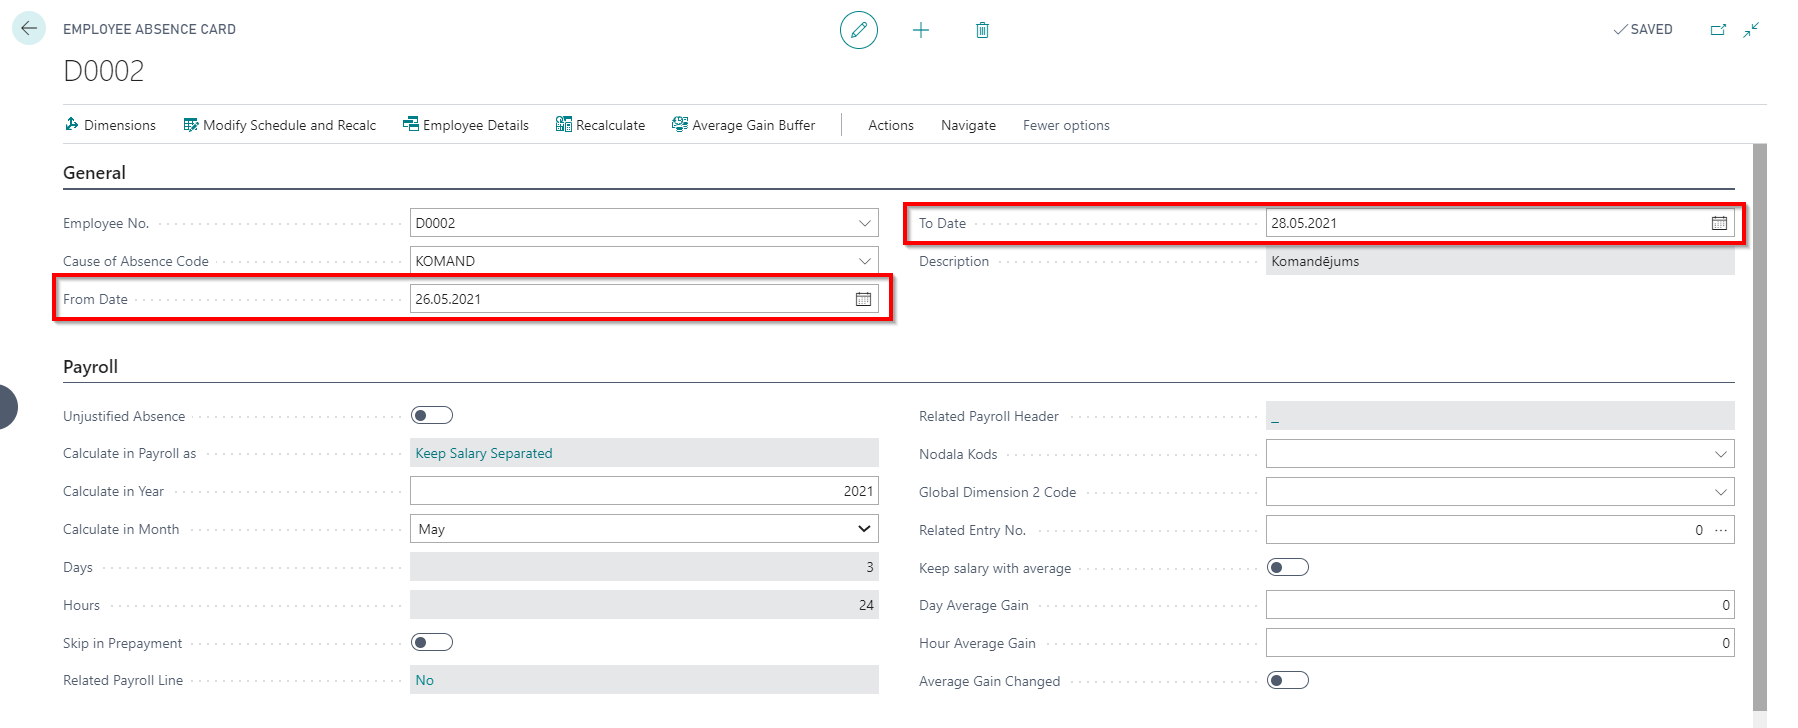 EMPLOYEE ABSENCE CARD
SAVED
D0002
Dimensions Modify Schedule and Recalc Employee Details Recalculate Average Gain Buffer Actions Navigate Fewer options
General
Employee No. D0002
To Date 28.05.2021
Cause of Absence Code KOMAND
Description Komandējums
From Date 26.05.2021
Payroll
Unjustified Absence
Related Payroll Header _
Calculate in Payroll as Keep Salary Separated
Nodala Kods
Calculate in Year 2021
Global Dimension 2 Code
Calculate in Month May
Related Entry No. 0 ...
Days 3
Keep salary with average
Hours 24
Day Average Gain 0
Skip in Prepayment
Hour Average Gain 0
Related Payroll Line No
Average Gain Changed